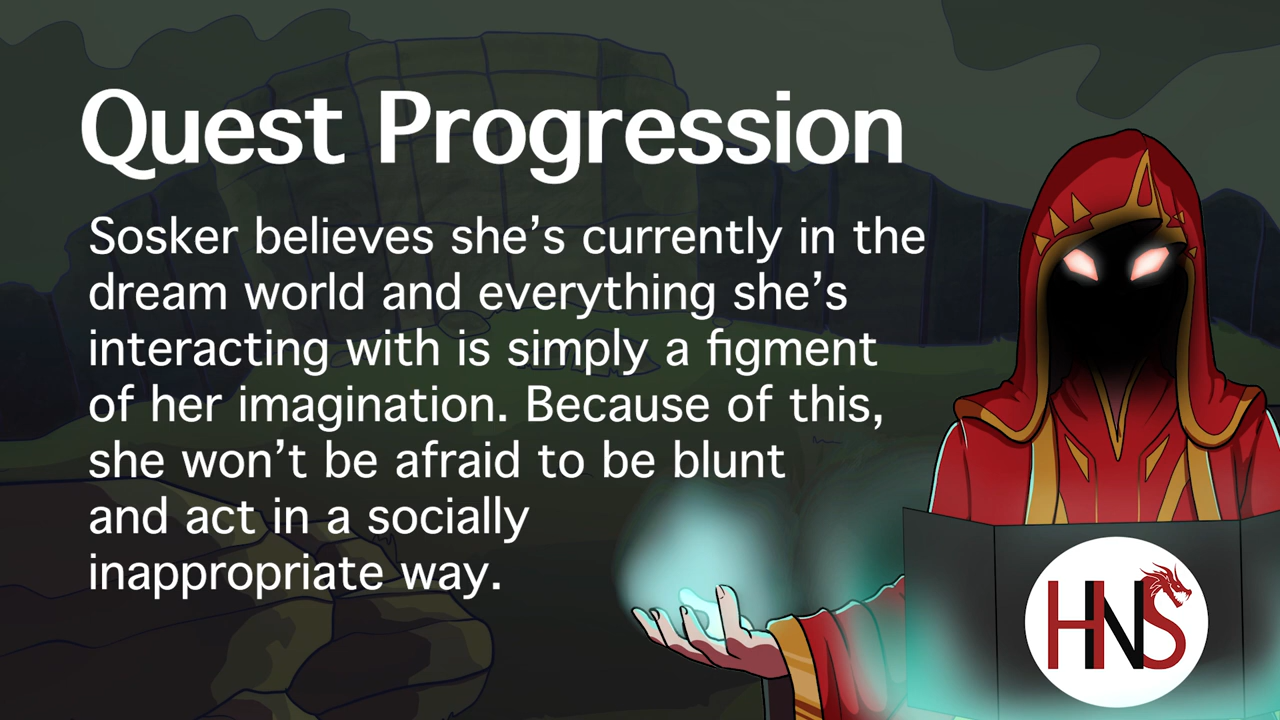 Quest Progression
Sosker believes she’s currently in the
dream world and everything she’s
interacting with is simply a figment
of her imagination. Because of this,
she won’t be afraid to be blunt
and act in a socially
inappropriate way.
HNS